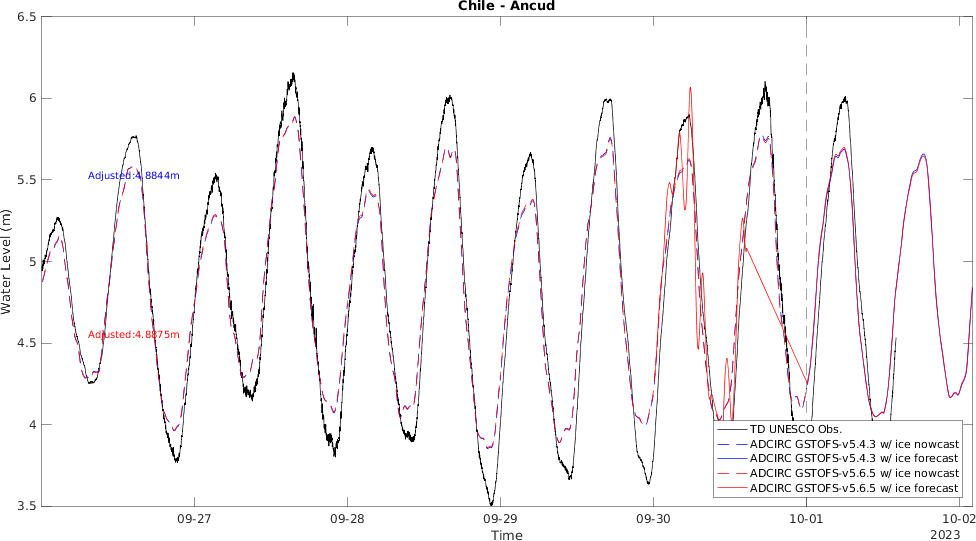 Chile - Ancud
6.5
6
5.5
5
4.5
4
3.5
Water Level (m)
Adjusted:4.8844m
Adjusted:4.8875m
TD UNESCO Obs.
ADCIRC GSTOFS-v5.4.3 w/ ice nowcast
ADCIRC GSTOFS-v5.4.3 w/ ice forecast
ADCIRC GSTOFS-v5.6.5 w/ ice nowcast
ADCIRC GSTOFS-v5.6.5 w/ ice forecast
09-27 09-28 09-29 09-30 10-01 10-02
Time
2023